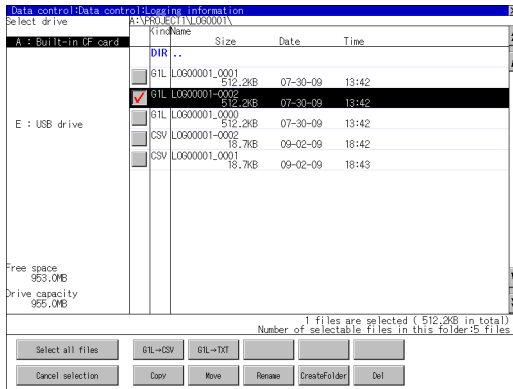 Data control:Data control:Logging information
Select drive
A:\PROJECT1\LOG0001\
Kind Name
Size Date Time
A : Built-in CF card
DIR ..
G1L LOG00001_0001
512.2KB 07-30-09 13:42
G1L LOG00001-0002
512.2KB 07-30-09 13:42
G1L LOG00001_0000
512.2KB 07-30-09 13:42
E : USB drive
CSV LOG00001-0002
18.7KB 09-02-09 18:42
CSV LOG00001_0001
18.7KB 09-02-09 18:43
Free space
953.0MB
Drive capacity
955.0MB
1 files are selected ( 512.2KB in total)
Number of selectable files in this folder:5 files
Select all files G1L→CSV G1L→TXT
Cancel selection Copy Move Rename CreateFolder Del